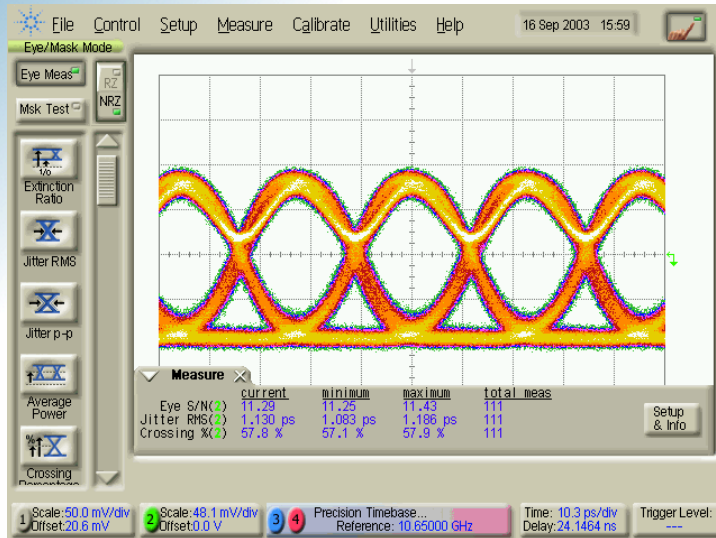 File Control Setup Measure Calibrate Utilities Help 16 Sep 2003 15:59
Eye/Mask Mode
Eye Meas
RZ
NRZ
Msk Test
1/0
Extinction
Ratio
Jitter RMS
Jitter p-p
Average
Power
%
Crossing
Measure
current minimum maximum total meas
Eye S/N(2) 11.29 11.25 11.43 111
Jitter RMS(2) 1.130 ps 1.083 ps 1.186 ps 111
Crossing %(2) 57.8 % 57.1 % 57.9 % 111
Setup
& Info
1 Scale:50.0 mV/div
Offset:20.6 mV
2 Scale:48.1 mV/div
Offset:0.0 V
3 4 Precision Timebase...
Reference: 10.65000 GHz
Time: 10.3 ps/div
Delay:24.1464 ns
Trigger Level:
---